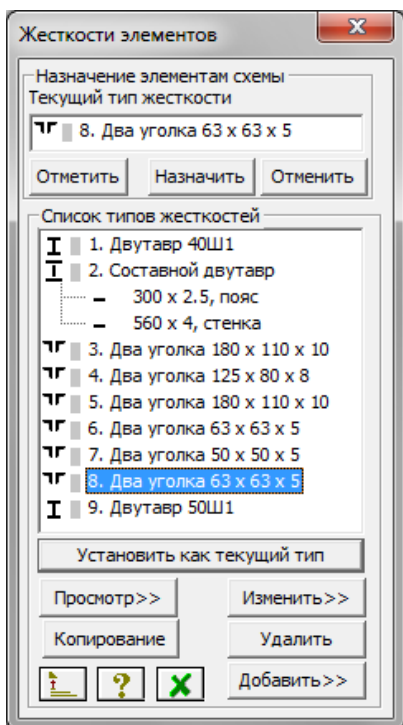 Жесткости элементов
Назначение элементам схемы
Текущий тип жесткости
8. Два уголка 63 x 63 x 5
Отметить Назначить Отменить
Список типов жесткостей
1. Двутавр 40Ш1
2. Составной двутавр
300 x 2.5, пояс
560 x 4, стенка
3. Два уголка 180 x 110 x 10
4. Два уголка 125 x 80 x 8
5. Два уголка 180 x 110 x 10
6. Два уголка 63 x 63 x 5
7. Два уголка 50 x 50 x 5
8. Два уголка 63 x 63 x 5
9. Двутавр 50Ш1
Установить как текущий тип
Просмотр>> Изменить>>
Копирование Удалить
? Добавить>>